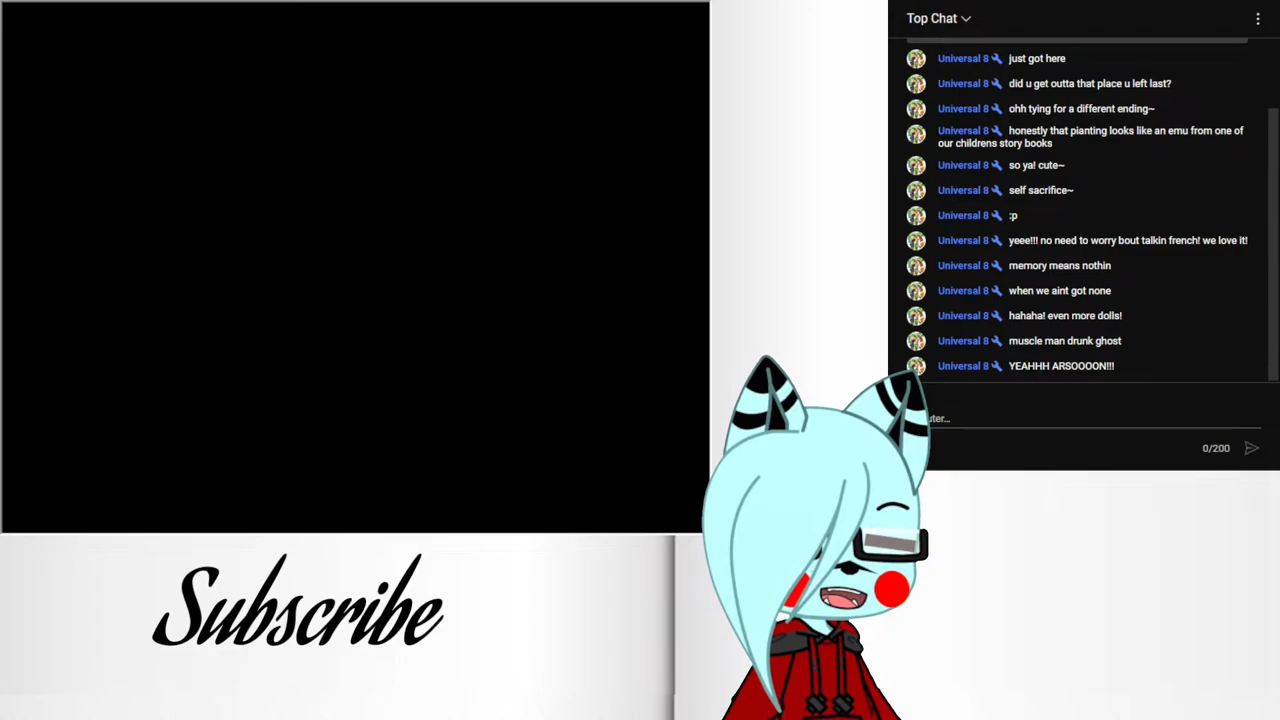 Top Chat
Universal 8 just got here
Universal 8 did u get outta that place u left last?
Universal 8 ohh tying for a different ending~
Universal 8 honestly that pianting looks like an emu from one of
our childrens story books
Universal 8 so ya! cute~
Universal 8 self sacrifice~
Universal 8 :p
Universal 8 yeee!!! no need to worry bout talkin french! we love it!
Universal 8 memory means nothin
Universal 8 when we aint got none
Universal 8 hahaha! even more dolls!
Universal 8 muscle man drunk ghost
Universal 8 YEAHHH ARSOOOON!!!
uter...
0/200
Subscribe